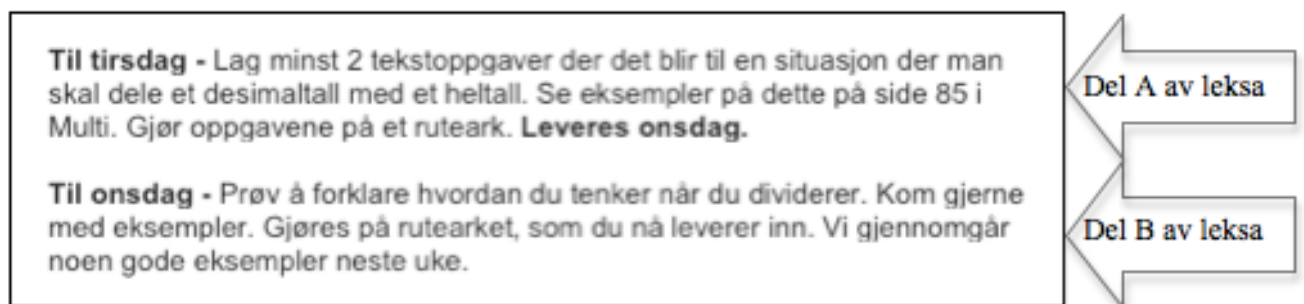 Til tirsdag - Lag minst 2 tekstoppgaver der det blir til en situasjon der man
skal dele et desimaltall med et heltall. Se eksempler på dette på side 85 i
Multi. Gjør oppgavene på et ruteark. Leveres onsdag.
Del A av leksa
Til onsdag - Prøv å forklare hvordan du tenker når du dividerer. Kom gjerne
med eksempler. Gjøres på rutearket, som du nå leverer inn. Vi gjennomgår
noen gode eksempler neste uke.
Del B av leksa